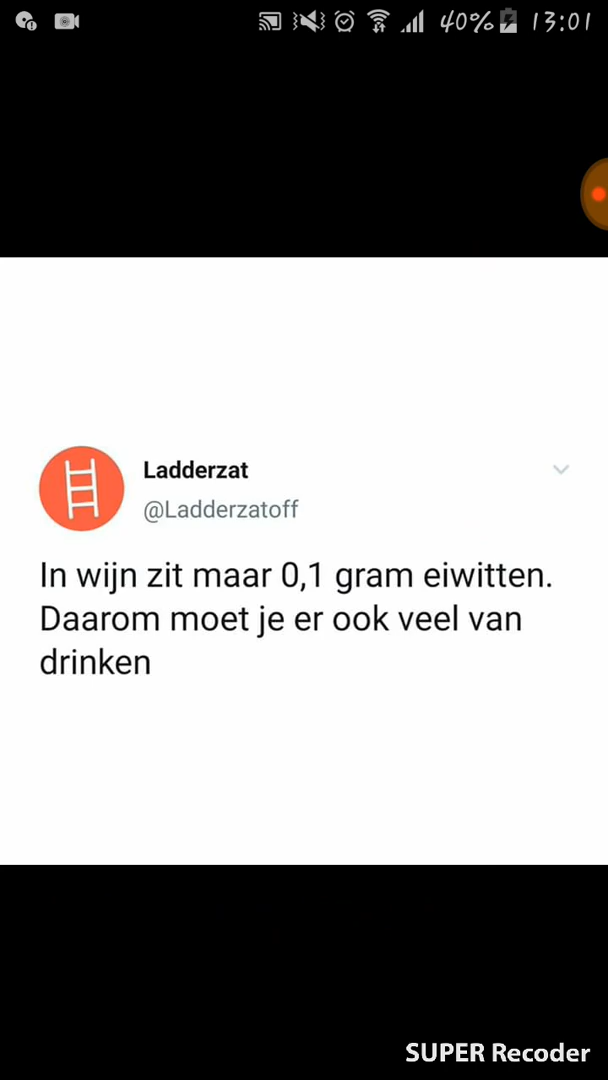 40% 13:01
Ladderzat
@Ladderzatoff
In wijn zit maar 0,1 gram eiwitten.
Daarom moet je er ook veel van
drinken
SUPER Recoder